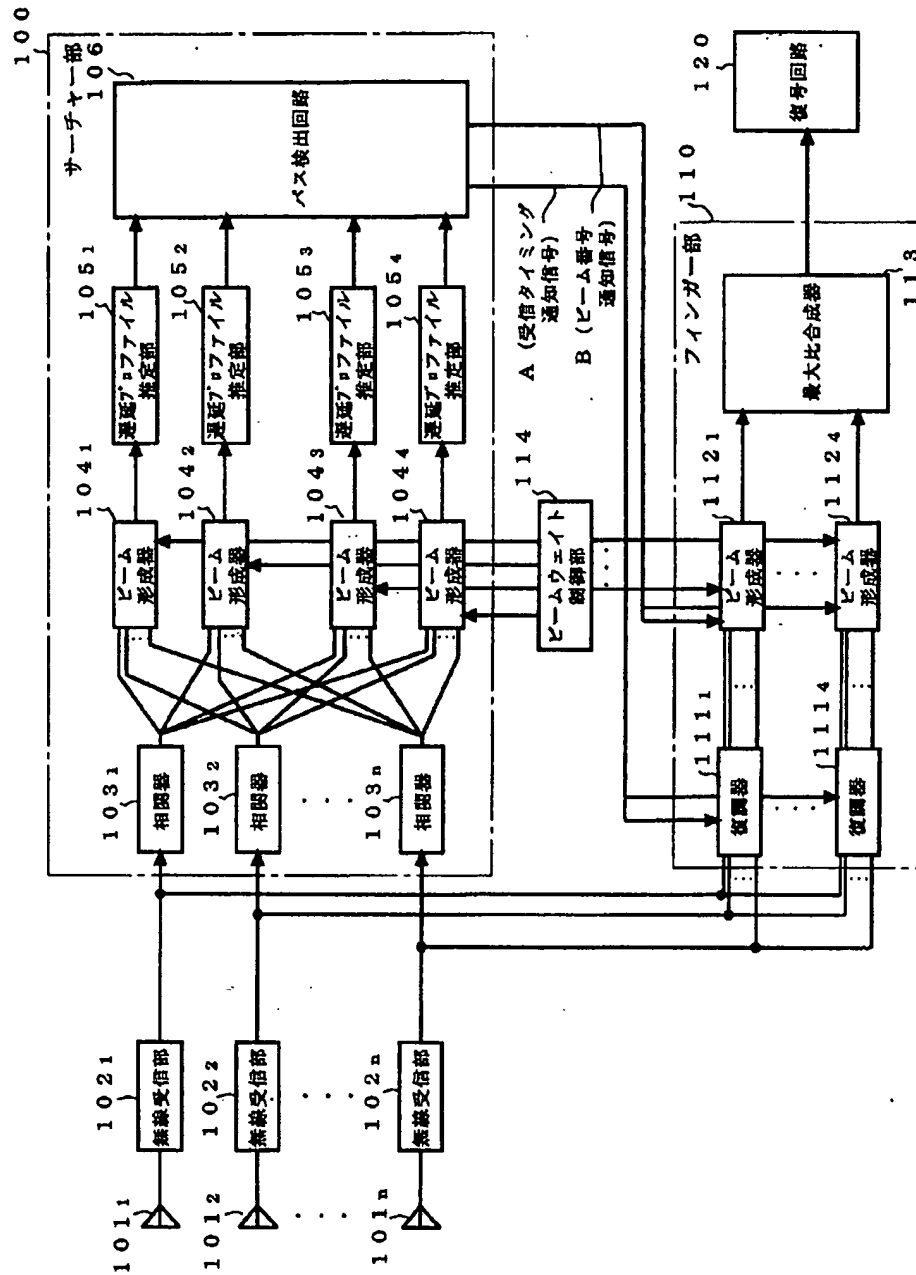 100
サーチャー部
106
パス検出回路
120
復号回路
1051
遅延プロファイル
推定部
1052
遅延プロファイル
推定部
1053
遅延プロファイル
推定部
1054
遅延プロファイル
推定部
A（受信タイミング
通知信号）
B（ビーム番号
通知信号）
1041
ビーム
形成器
1042
ビーム
形成器
1043
ビーム
形成器
1044
ビーム
形成器
114
ビームウェイト
制御部
110
フィンガー部
113
最大比合成器
1121
ビーム
形成器
1124
ビーム
形成器
1031
相関器
1032
相関器
103n
相関器
1111
復調器
1114
復調器
1021
無線受信部
1022
無線受信部
102n
無線受信部
1011
1012
101n